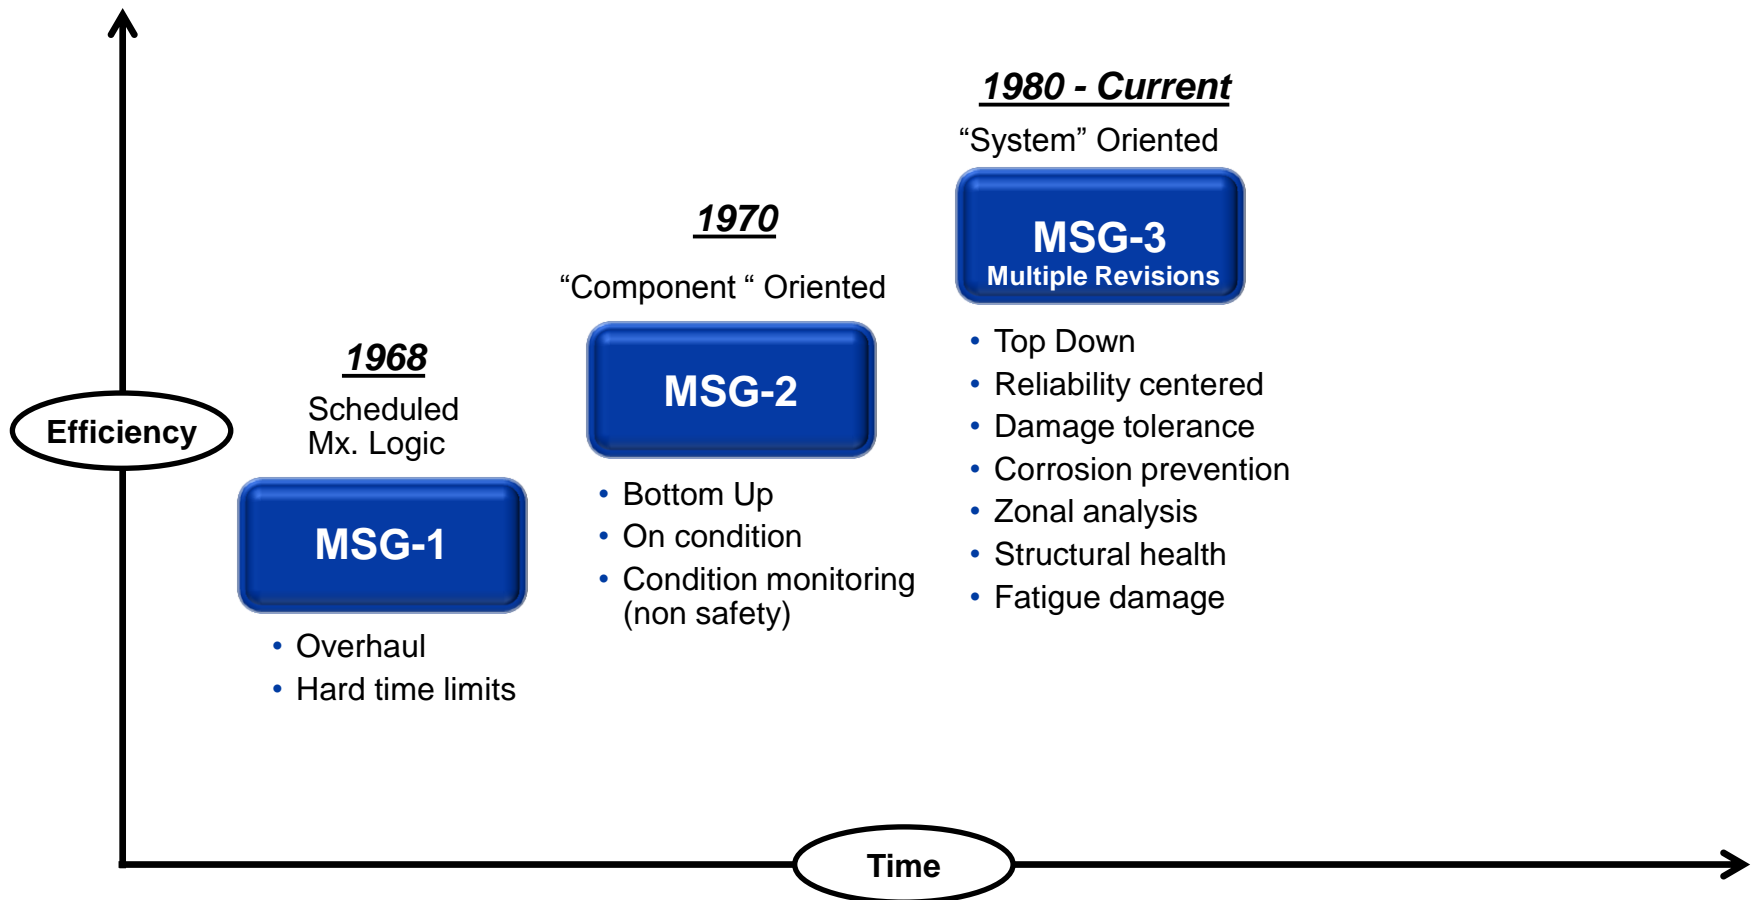 Efficiency
1968
Scheduled
Mx. Logic
MSG-1
• Overhaul
• Hard time limits
1970
“Component “ Oriented
MSG-2
• Bottom Up
• On condition
• Condition monitoring
(non safety)
1980 - Current
“System” Oriented
MSG-3
Multiple Revisions
• Top Down
• Reliability centered
• Damage tolerance
• Corrosion prevention
• Zonal analysis
• Structural health
• Fatigue damage
Time